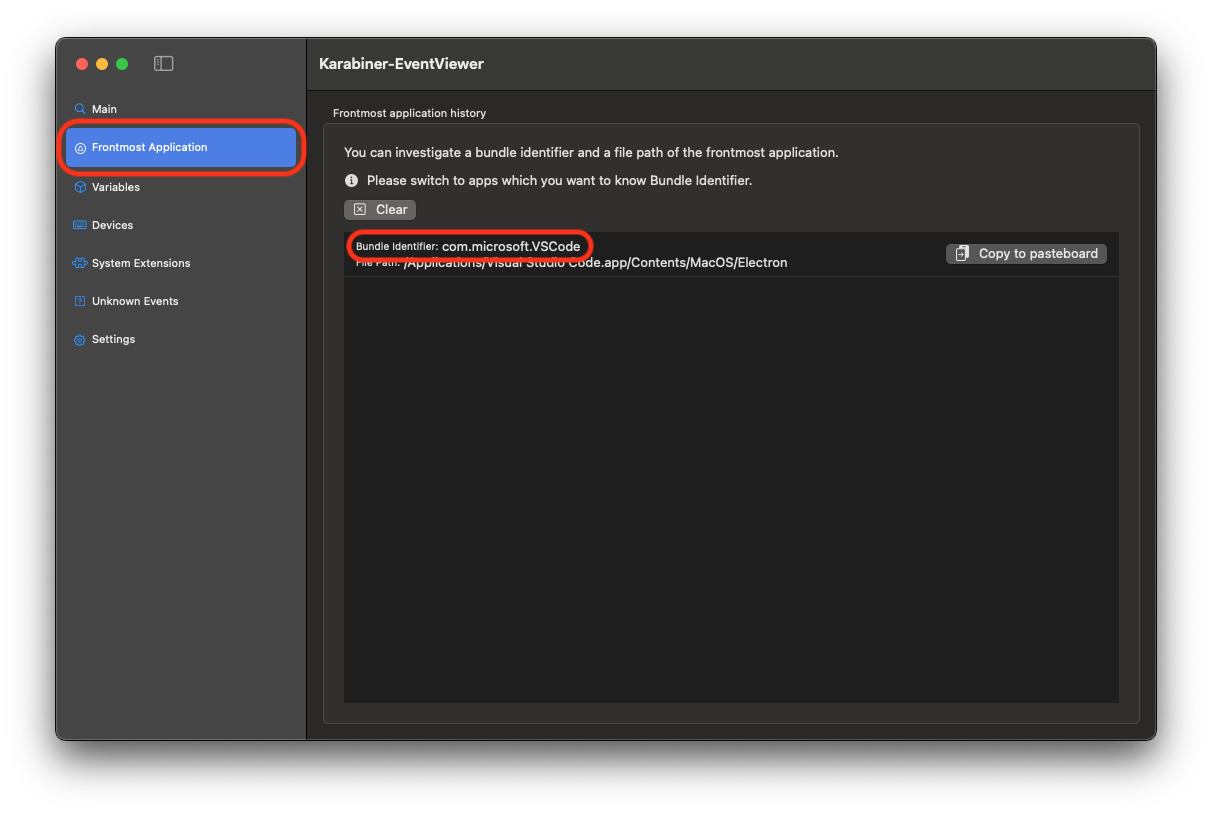 Karabiner-EventViewer
Main
Frontmost Application
Variables
Devices
System Extensions
Unknown Events
Settings
Frontmost application history
You can investigate a bundle identifier and a file path of the frontmost application.
Please switch to apps which you want to know Bundle Identifier.
Clear
Bundle Identifier: com.microsoft.VSCode
File Path: /Applications/Visual Studio Code.app/Contents/MacOS/Electron
Copy to pasteboard